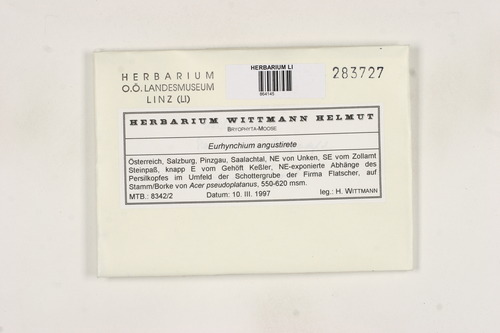 HERBARIUM
O.Ö. LANDESMUSEUM
LINZ (LI)
HERBARIUM LI
864145
283727
HERBARIUM WITTMANN HELMUT
BRYOPHYTA-MOOSE
Eurhynchium angustirete
Österreich, Salzburg, Pinzgau, Saalachtal, NE von Unken, SE vom Zollamt
Steinpaß, knapp E vom Gehöft Keßler, NE-exponierte Abhänge des
Persilkopfes im Umfeld der Schottergrube der Firma Flatscher, auf
Stamm/Borke von Acer pseudoplatanus, 550-620 msm.
MTB.: 8342/2 Datum: 10. III. 1997 leg.: H. WITTMANN